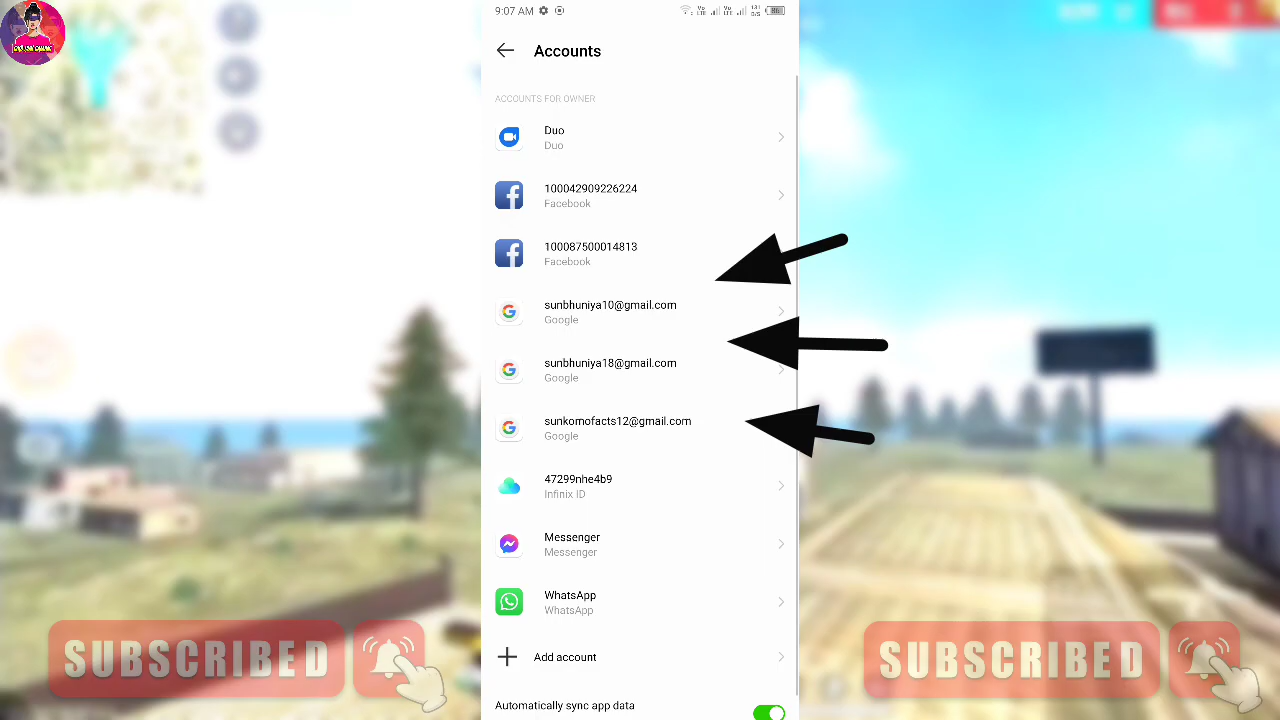 9:07 AM
Accounts
ACCOUNTS FOR OWNER
Duo
Duo
100042909226224
Facebook
100087500014813
Facebook
sunbhuniya10@gmail.com
Google
sunbhuniya18@gmail.com
Google
sunkomofacts12@gmail.com
Google
47299nhe4b9
Infinix ID
Messenger
Messenger
WhatsApp
WhatsApp
Add account
Automatically sync app data
SUBSCRIBED
SUBSCRIBED